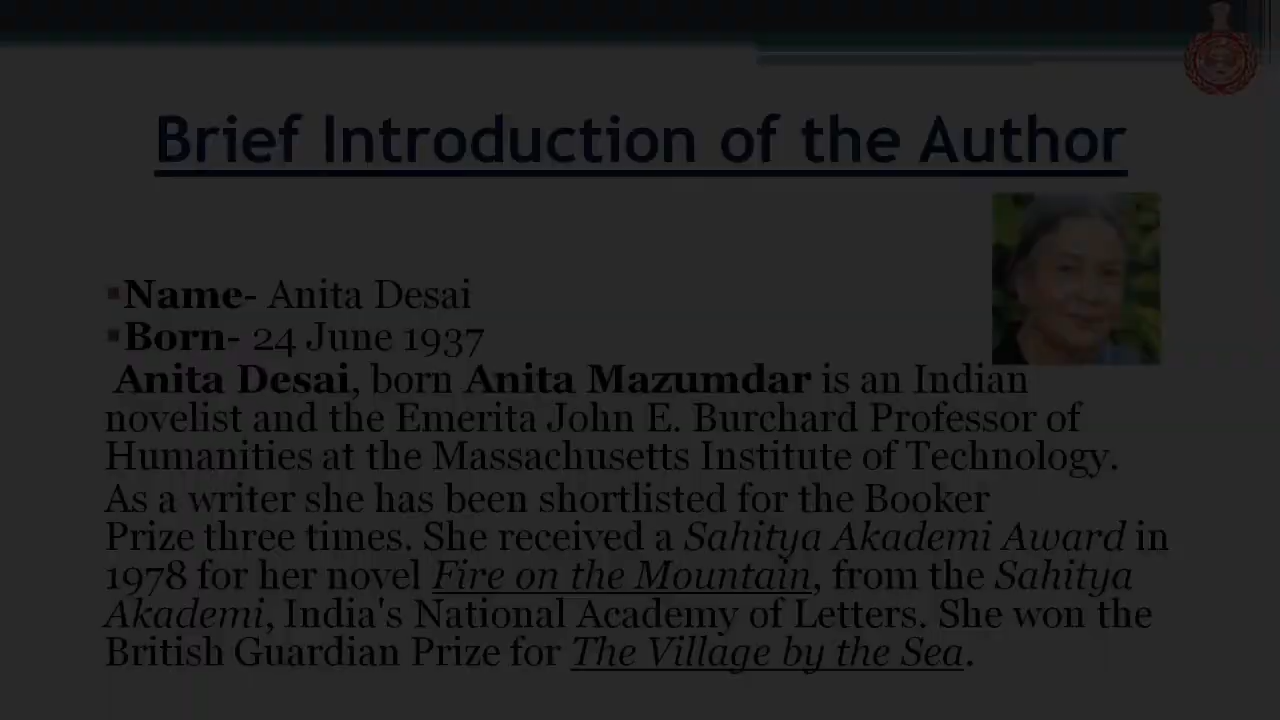 Brief Introduction of the Author
▪Name- Anita Desai
▪Born- 24 June 1937
Anita Desai, born Anita Mazumdar is an Indian
novelist and the Emerita John E. Burchard Professor of
Humanities at the Massachusetts Institute of Technology.
As a writer she has been shortlisted for the Booker
Prize three times. She received a Sahitya Akademi Award in
1978 for her novel Fire on the Mountain, from the Sahitya
Akademi, India's National Academy of Letters. She won the
British Guardian Prize for The Village by the Sea.